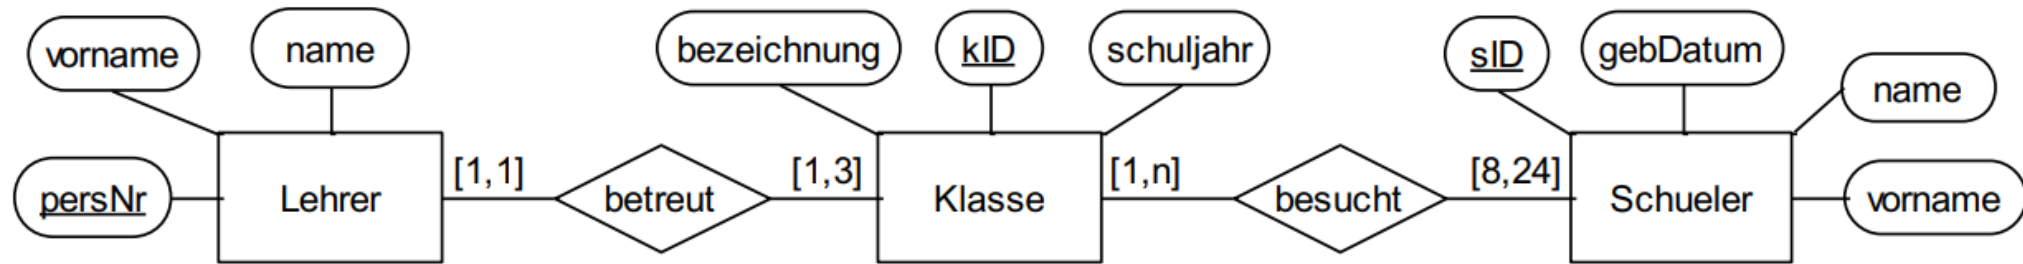 vorname
name
bezeichnung
kID
schuljahr
sID
gebDatum
name
persNr
Lehrer
[1,1]
betreut
[1,3]
Klasse
[1,n]
besucht
[8,24]
Schueler
vorname